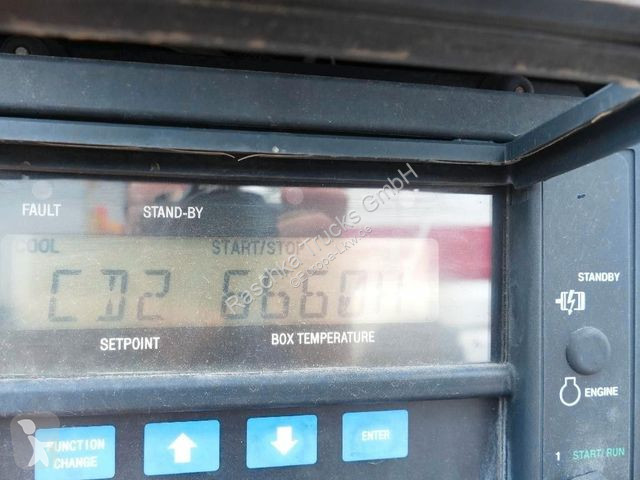 FAULT STAND-BY
COOL START/STOP
CD2 6660H
SETPOINT BOX TEMPERATURE
FUNCTION CHANGE
ENTER
STANDBY
ENGINE
1 START/RUN
Raschke-Trucks GmbH